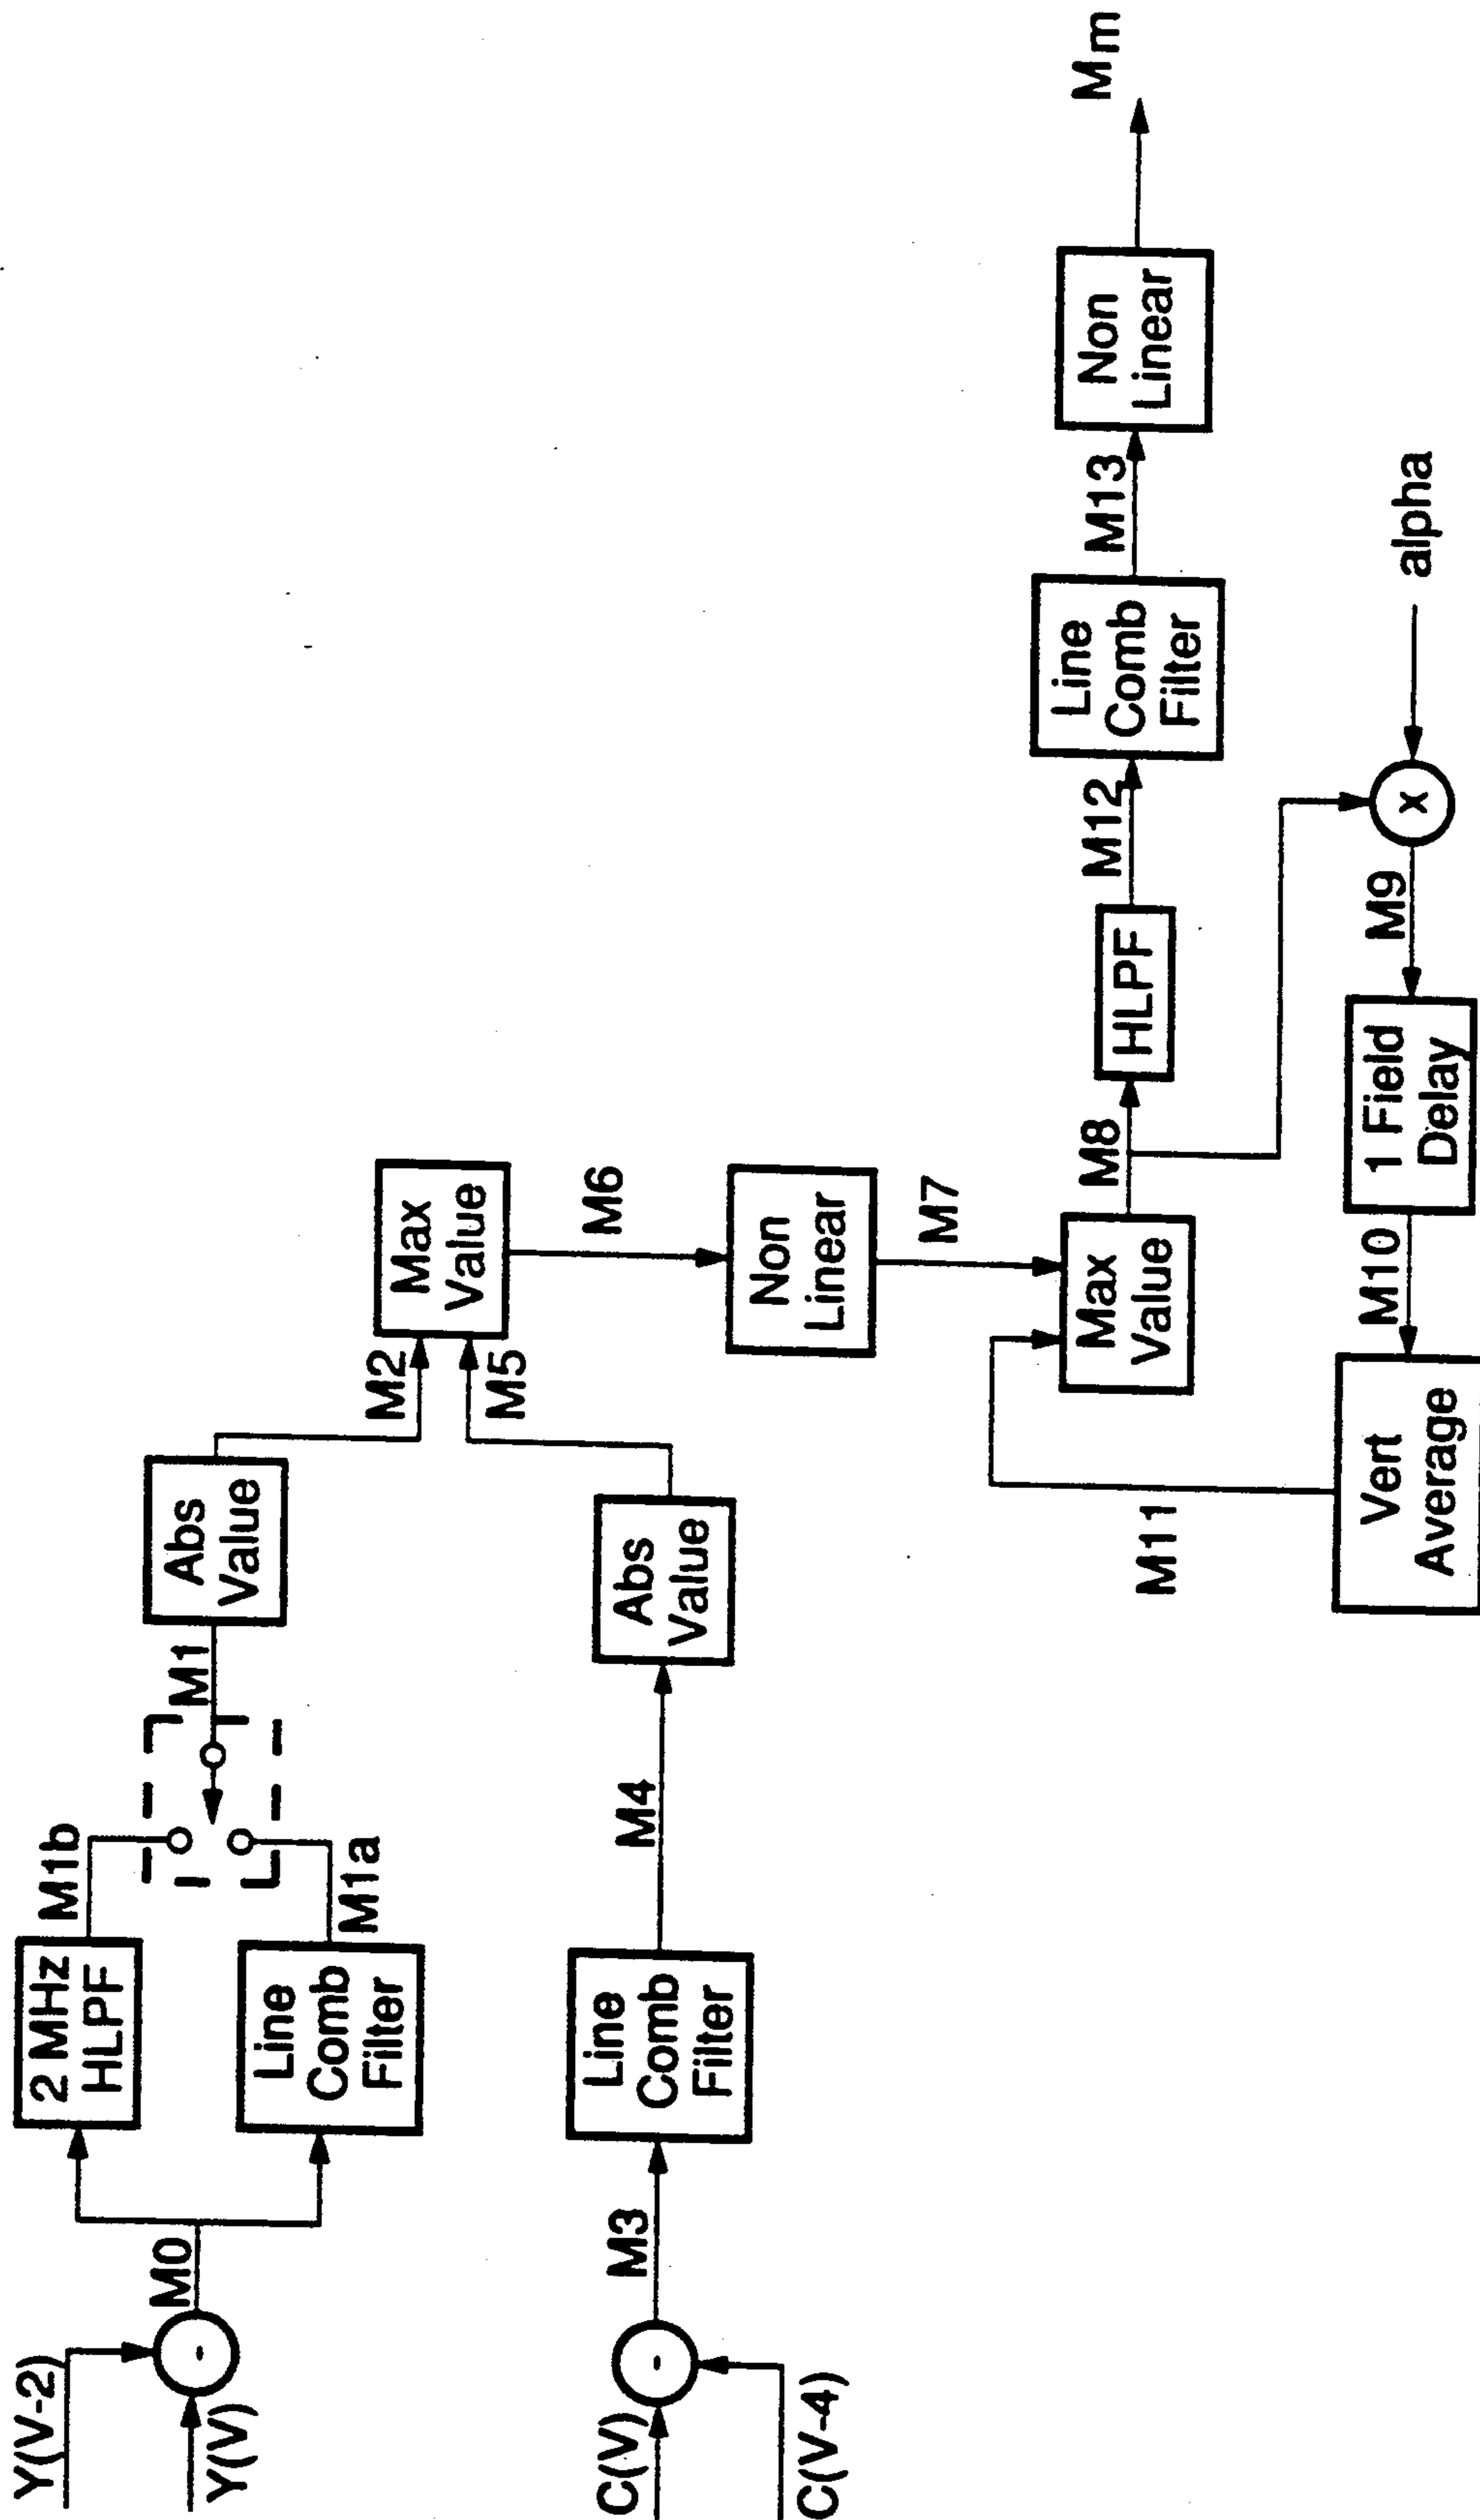 Y(V-2)
Y(V)
M0
2 MHz
HLPF
Line
Comb
Filter
M1b
M1a
M1
Abs
Value
M2
C(V)
C(V-4)
M3
Line
Comb
Filter
M4
Abs
Value
M5
Max
Value
M6
Non
Linear
M7
Max
Value
M8
HLPF
M12
Line
Comb
Filter
M13
Non
Linear
Mm
alpha
x
M9
1 Field
Delay
M10
Vert
Average
M11